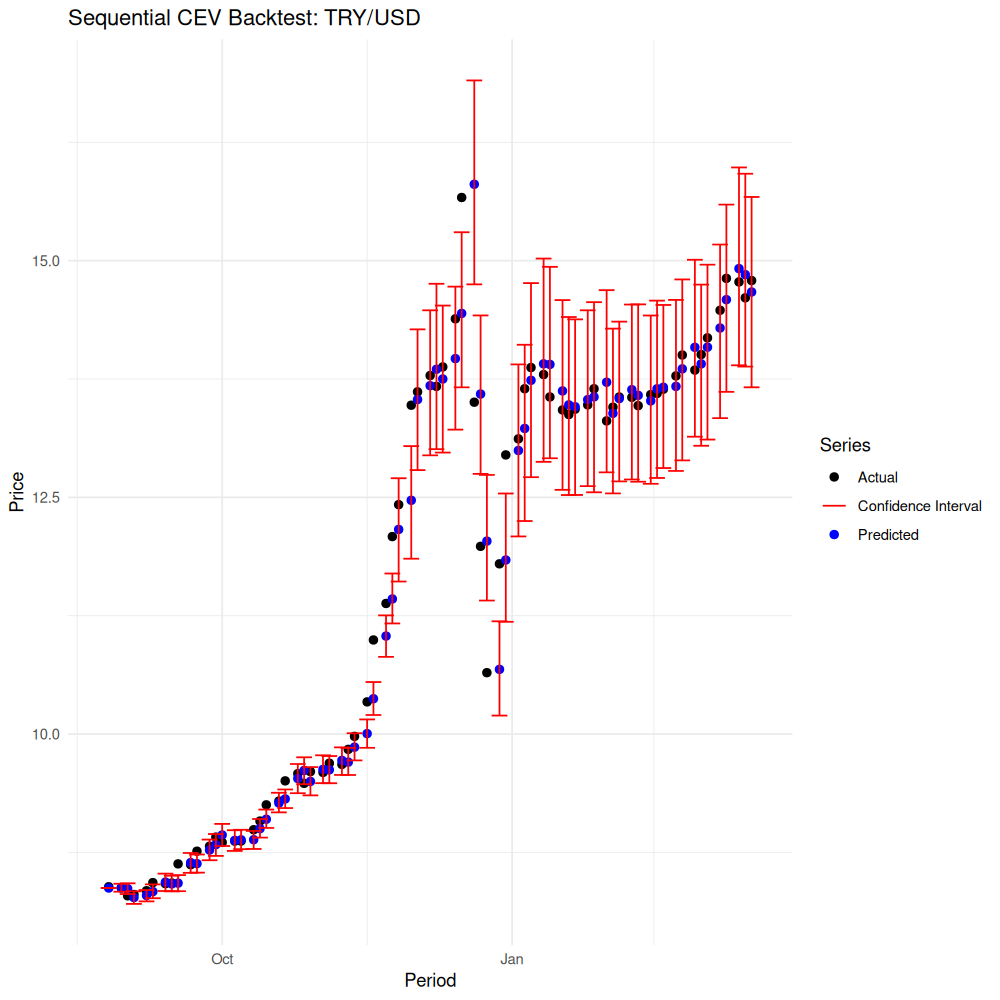 Sequential CEV Backtest: TRY/USD
Price
15.0
12.5
10.0
Oct
Jan
Period
Series
Actual
Confidence Interval
Predicted